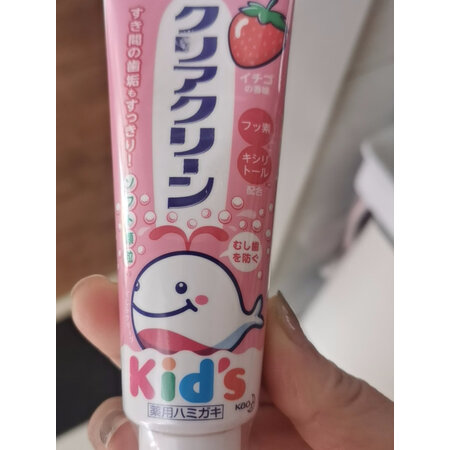 クリアクリーン
すき間の歯垢もすっきり!
ソフト顆粒
イチゴ
の香味
フッ素
キシリ
トール
配合
むし歯
を防ぐ
Kid's
薬用ハミガキ
Kao